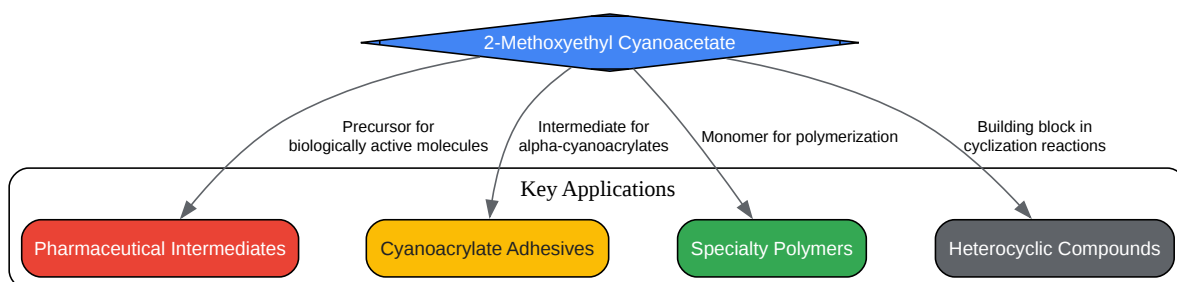 2-Methoxyethyl Cyanoacetate
Precursor for
biologically active molecules
Intermediate for
alpha-cyanoacrylates
Monomer for polymerization
Building block in
cyclization reactions
Key Applications
Pharmaceutical Intermediates
Cyanoacrylate Adhesives
Specialty Polymers
Heterocyclic Compounds